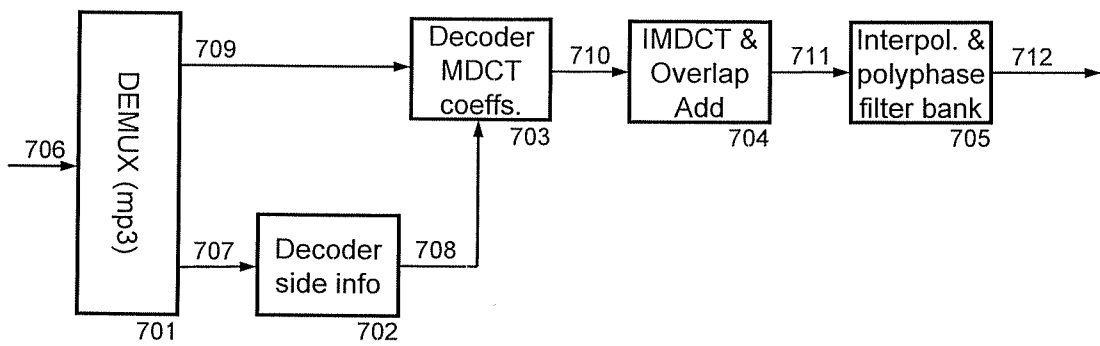 709
Decoder
MDCT
coeffs.
703
710
IMDCT &
Overlap
Add
704
711
Interpol. &
polyphase
filter bank
705
712
706
DEMUX (mp3)
701
707
Decoder
side info
702
708